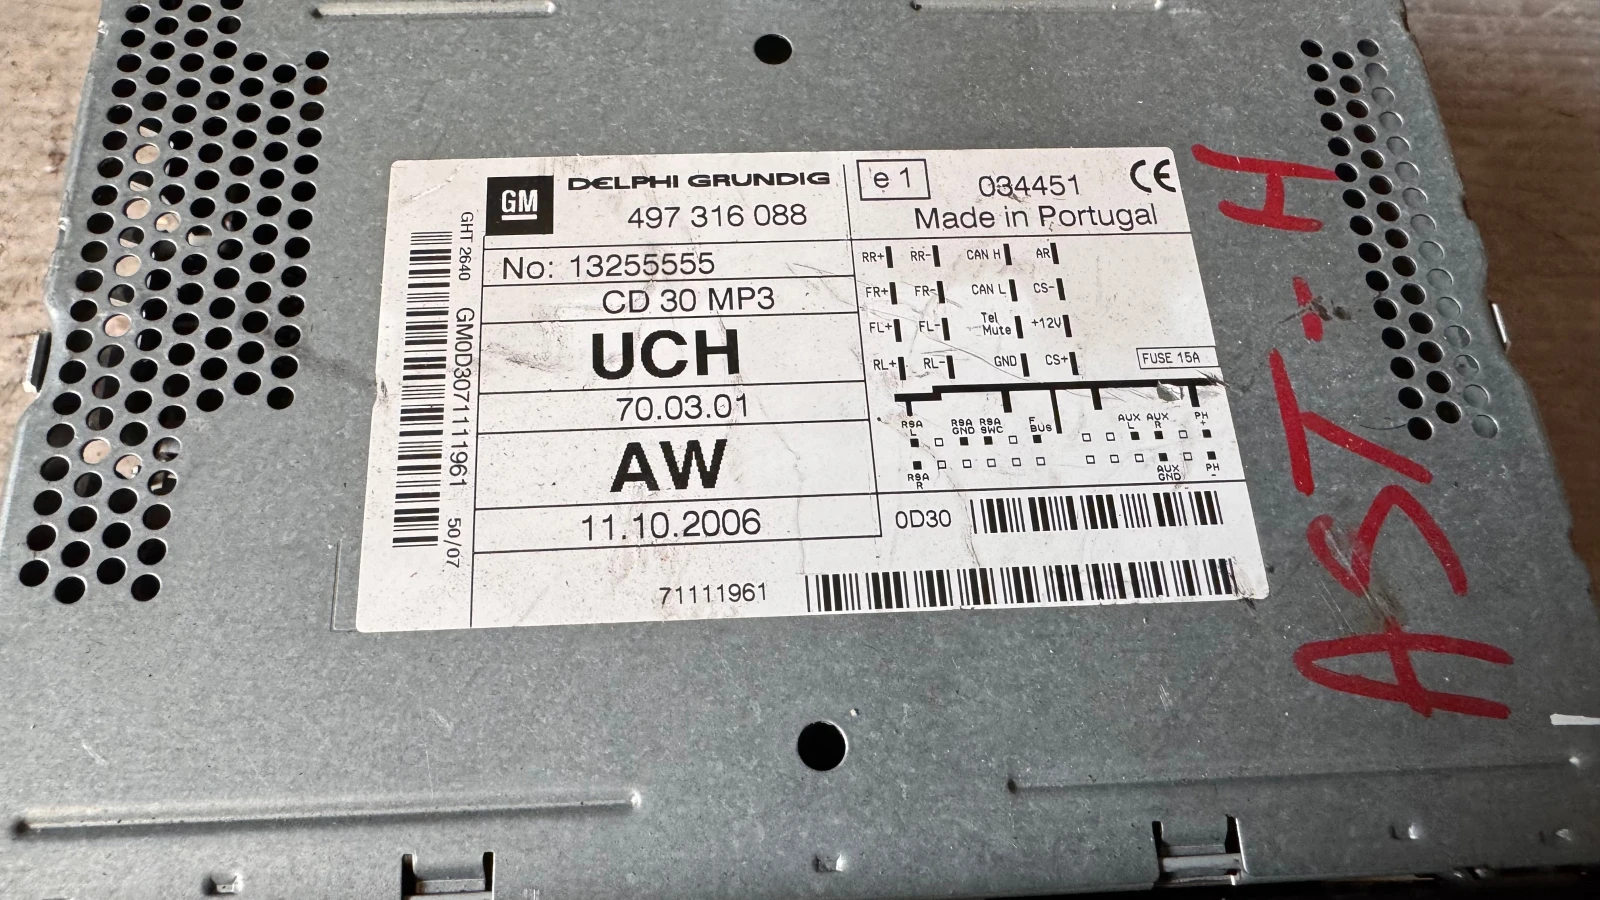 GM
DELPHI GRUNDIG
497 316 088
e1
034451
CE
Made in Portugal
No: 13255555
CD 30 MP3
UCH
70.03.01
AW
11.10.2006
71111961
GHT 2640 GM0D3071111961 50/07
RR+ RR- CAN H AR
FR+ FR- CAN L CS-
FL+ FL- Tel Mute +12V
RL+ RL- GND CS+
FUSE 15A
RSA L RSA GND RSA SWC F BUS AUX L AUX R PH +
RSA R AUX GND PH -
0D30
AST-H